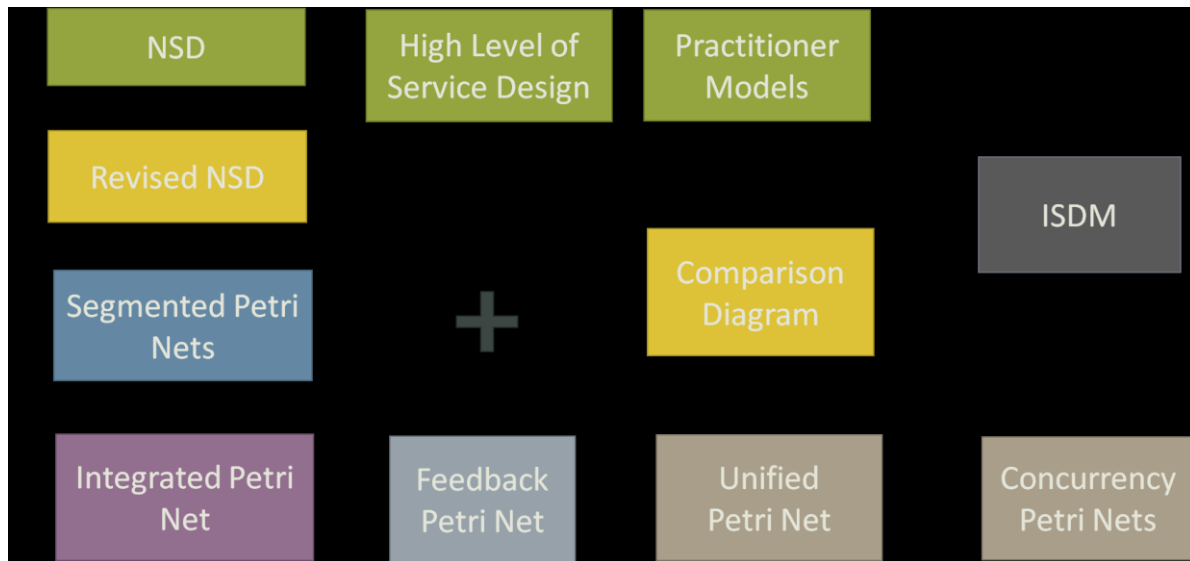 NSD
High Level of
Service Design
Practitioner
Models
Revised NSD
ISDM
Segmented Petri
Nets
+
Comparison
Diagram
Integrated Petri
Net
Feedback
Petri Net
Unified
Petri Net
Concurrency
Petri Nets